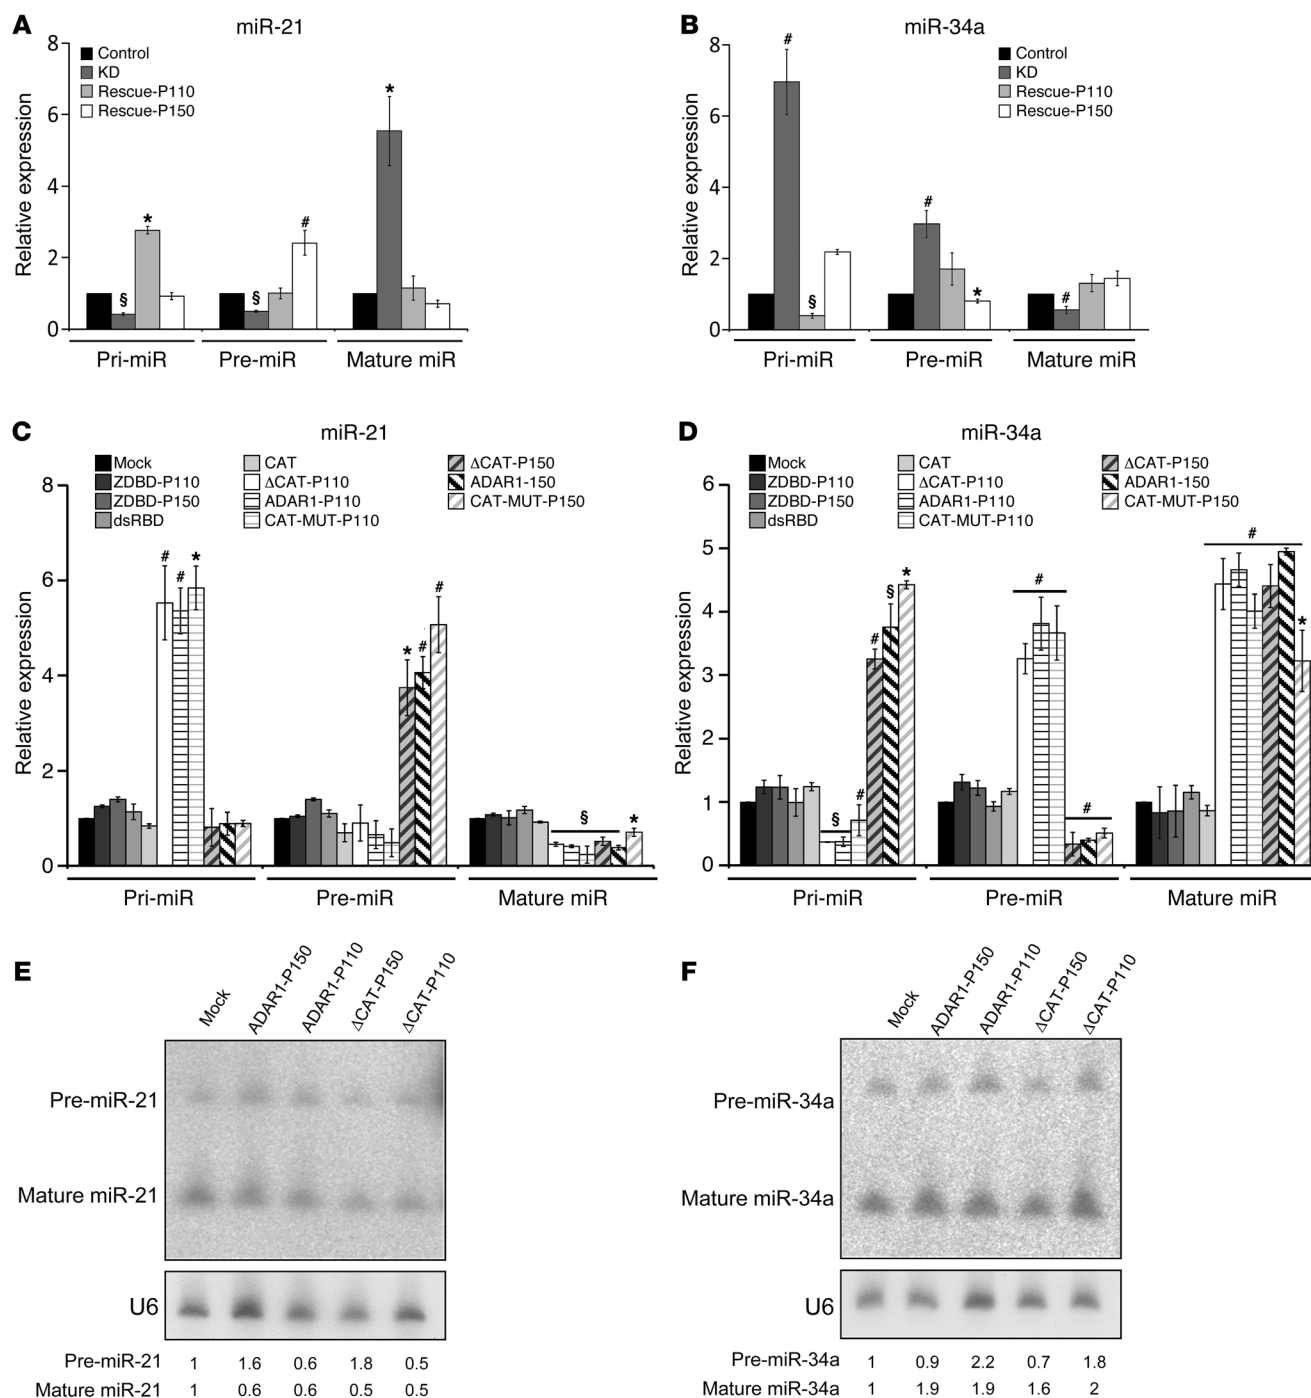 A
miR-21
8
6
4
2
0
Relative expression
Control
KD
Rescue-P110
Rescue-P150
§
*
§
#
*
Pri-miR
Pre-miR
Mature miR
B
miR-34a
8
6
4
2
0
Relative expression
Control
KD
Rescue-P110
Rescue-P150
#
§
#
*
#
Pri-miR
Pre-miR
Mature miR
C
miR-21
Mock
ZDBD-P110
ZDBD-P150
dsRBD
CAT
ΔCAT-P110
ADAR1-P110
CAT-MUT-P110
ΔCAT-P150
ADAR1-150
CAT-MUT-P150
8
6
4
2
0
Relative expression
#
#
*
*
#
#
§
*
Pri-miR
Pre-miR
Mature miR
D
miR-34a
Mock
ZDBD-P110
ZDBD-P150
dsRBD
CAT
ΔCAT-P110
ADAR1-P110
CAT-MUT-P110
ΔCAT-P150
ADAR1-150
CAT-MUT-P150
6
5
4
3
2
1
0
Relative expression
§
#
#
§
*
#
#
#
*
Pri-miR
Pre-miR
Mature miR
E
Mock
ADAR1-P150
ADAR1-P110
ΔCAT-P150
ΔCAT-P110
Pre-miR-21
Mature miR-21
U6
Pre-miR-21 1 1.6 0.6 1.8 0.5
Mature miR-21 1 0.6 0.6 0.5 0.5
F
Mock
ADAR1-P150
ADAR1-P110
ΔCAT-P150
ΔCAT-P110
Pre-miR-34a
Mature miR-34a
U6
Pre-miR-34a 1 0.9 2.2 0.7 1.8
Mature miR-34a 1 1.9 1.9 1.6 2